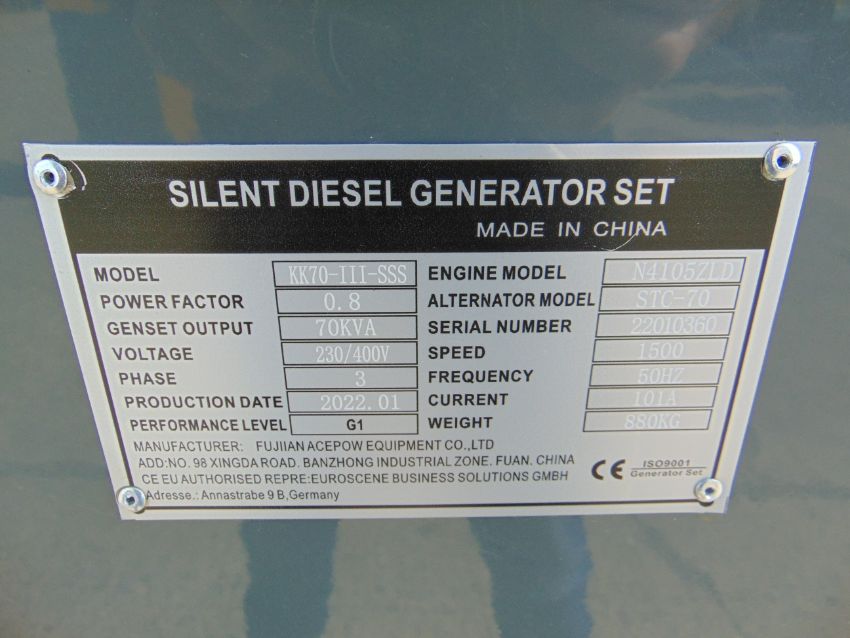 SILENT DIESEL GENERATOR SET
MADE IN CHINA
MODEL KK70-III-SSS ENGINE MODEL N4105ZLD
POWER FACTOR 0.8 ALTERNATOR MODEL STC-70
GENSET OUTPUT 70KVA SERIAL NUMBER 22010360
VOLTAGE 230/400V SPEED 1500
PHASE 3 FREQUENCY 50HZ
PRODUCTION DATE 2022.01 CURRENT 101A
PERFORMANCE LEVEL G1 WEIGHT 880KG
MANUFACTURER: FUJIIAN ACEPOW EQUIPMENT CO.,LTD
ADD:NO. 98 XINGDA ROAD. BANZHONG INDUSTRIAL ZONE. FUAN. CHINA
CE EU AUTHORISED REPRE:EUROSCENE BUSINESS SOLUTIONS GMBH
Adresse.: Annastrabe 9 B,Germany
CE ISO9001
Generator Set